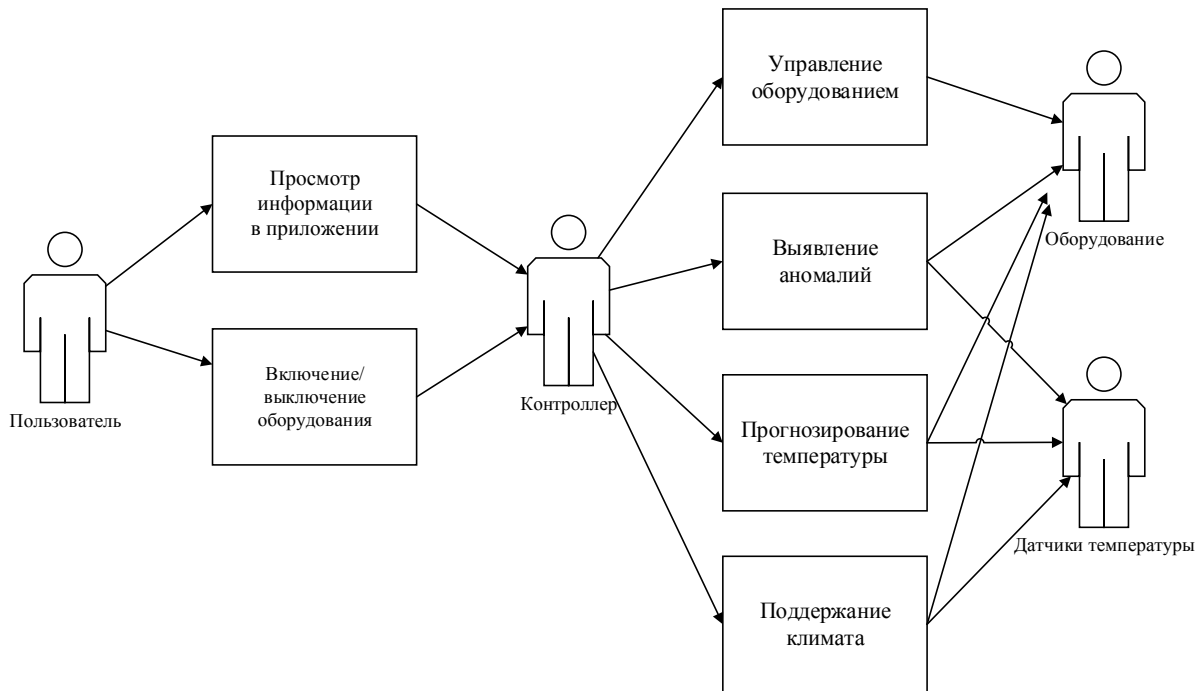 Пользователь
Просмотр
информации
в приложении
Включение/
выключение
оборудования
Контроллер
Управление
оборудованием
Выявление
аномалий
Прогнозирование
температуры
Поддержание
климата
Оборудование
Датчики температуры